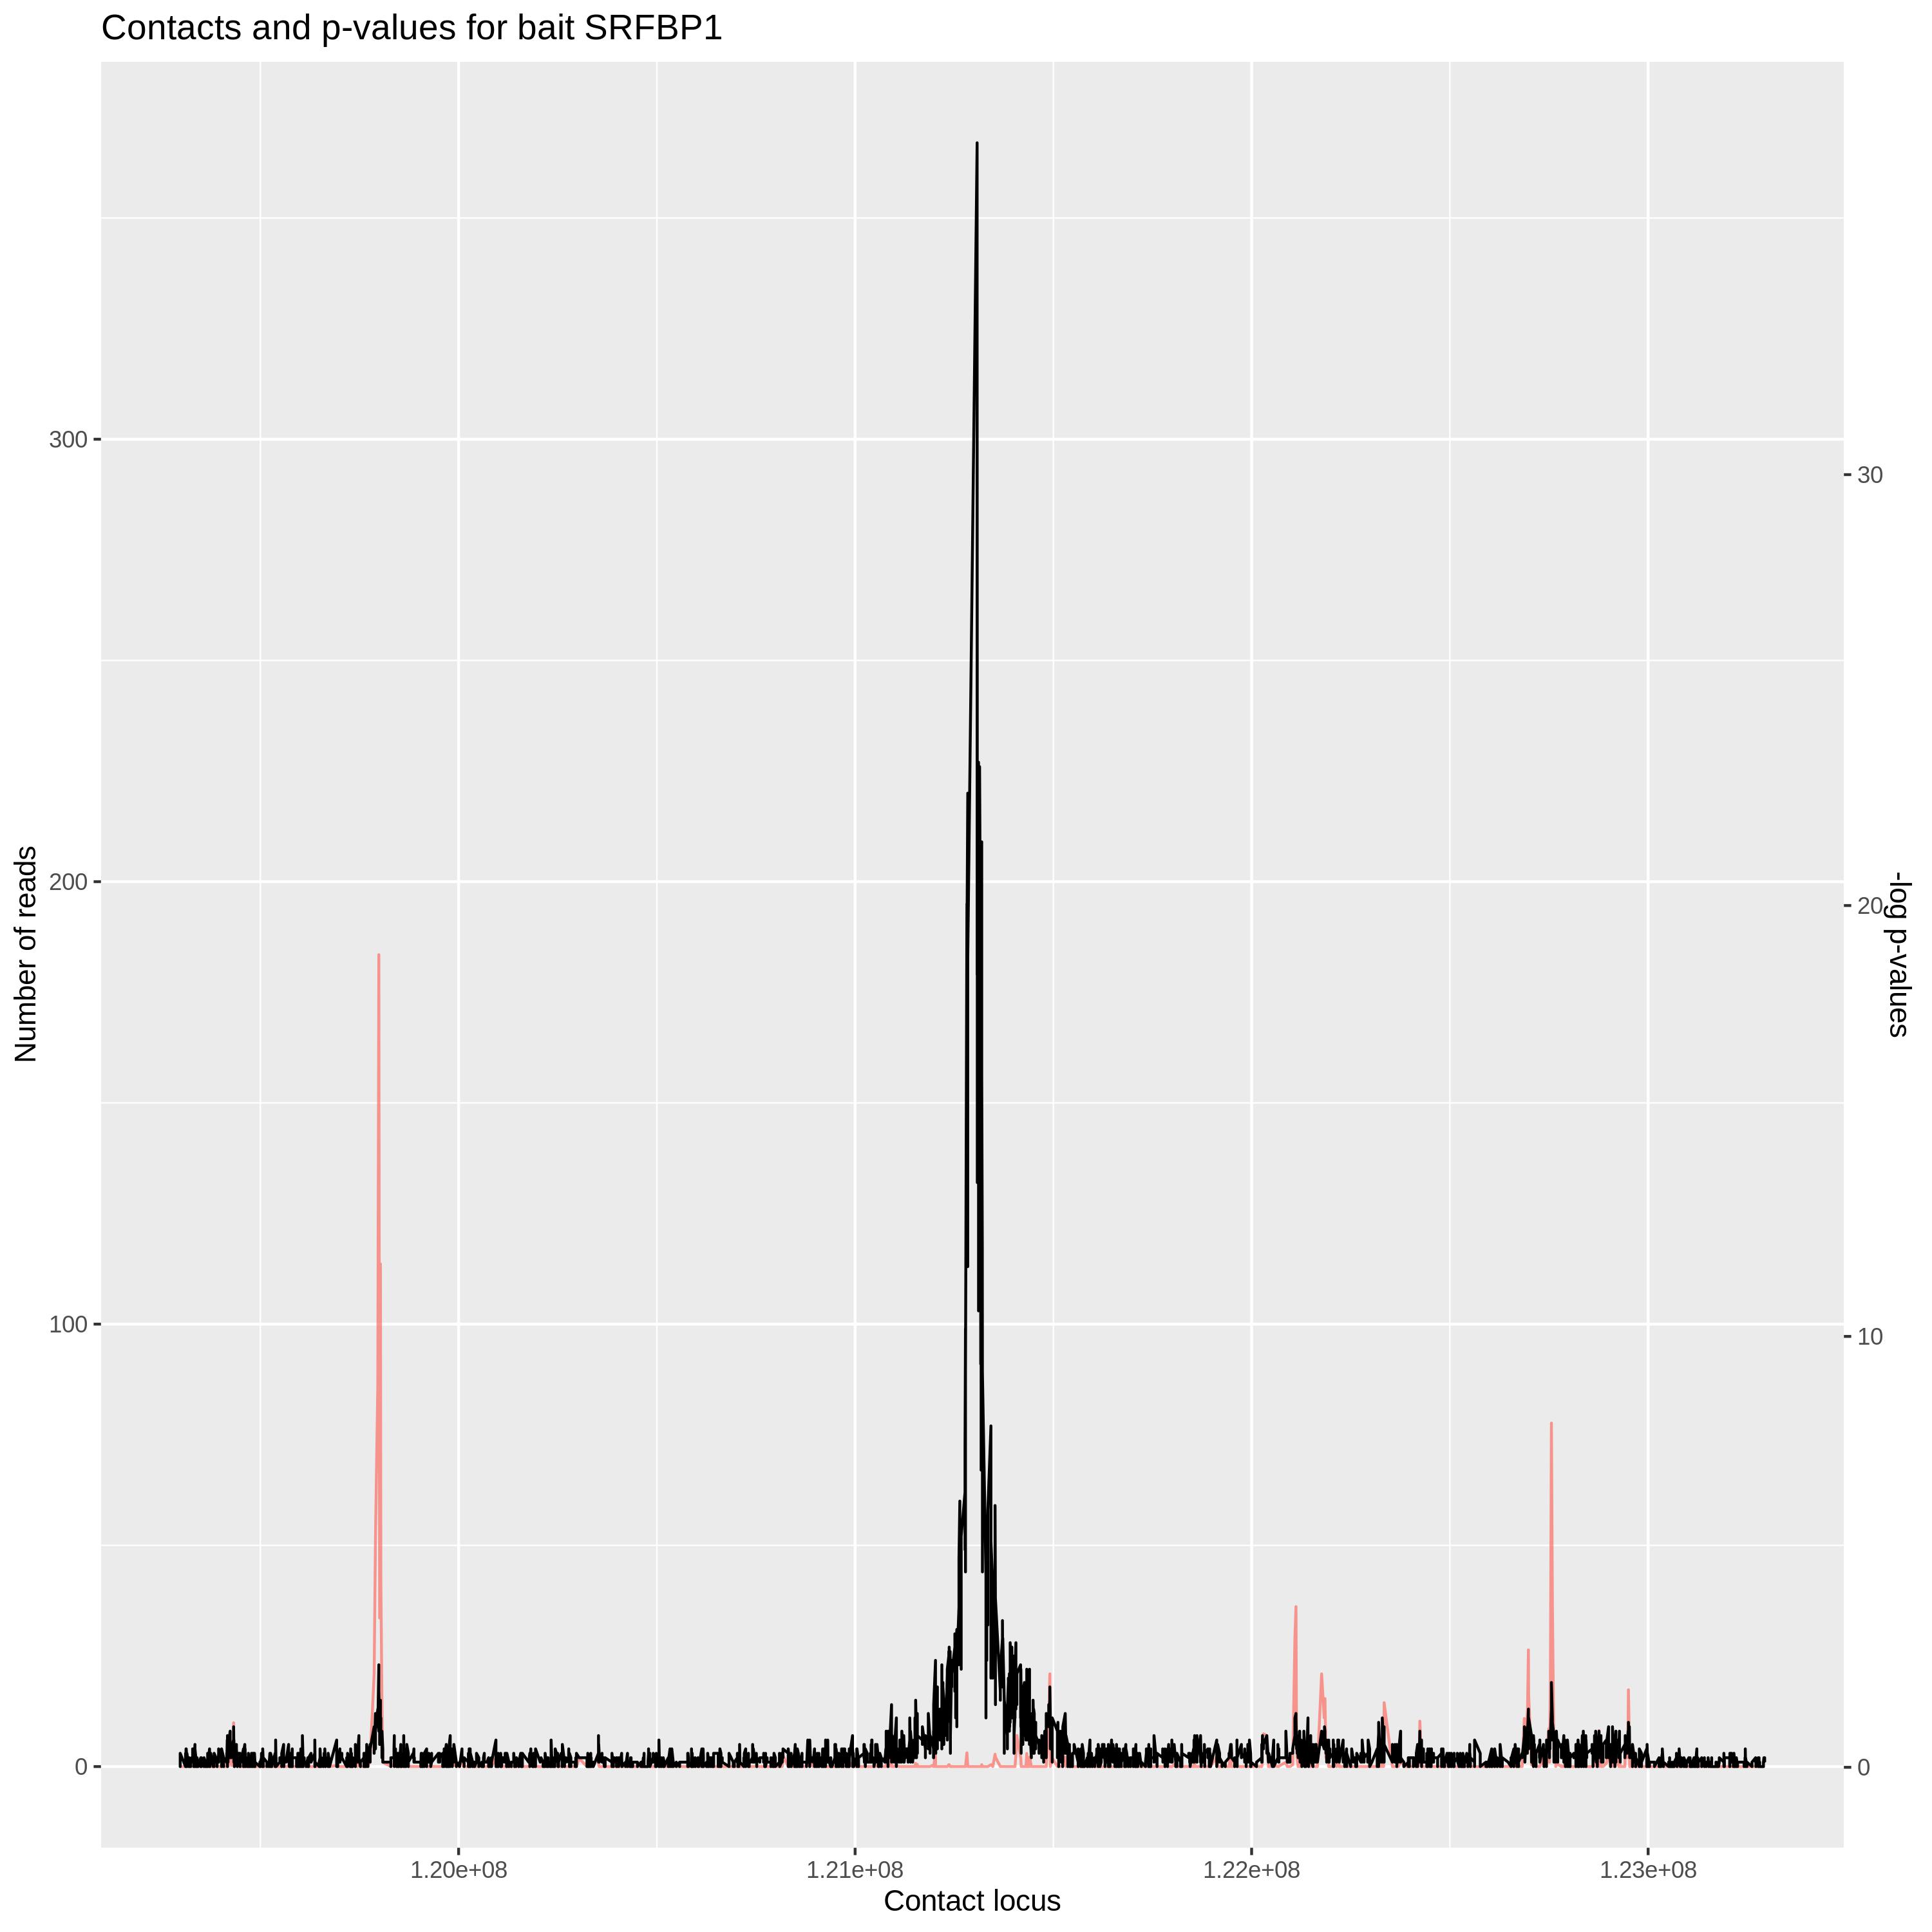 Contacts and p-values for bait SRFBP1
300
200
100
0
Number of reads
30
20
10
0
-log p-values
1.20e+08
1.21e+08
1.22e+08
1.23e+08
Contact locus